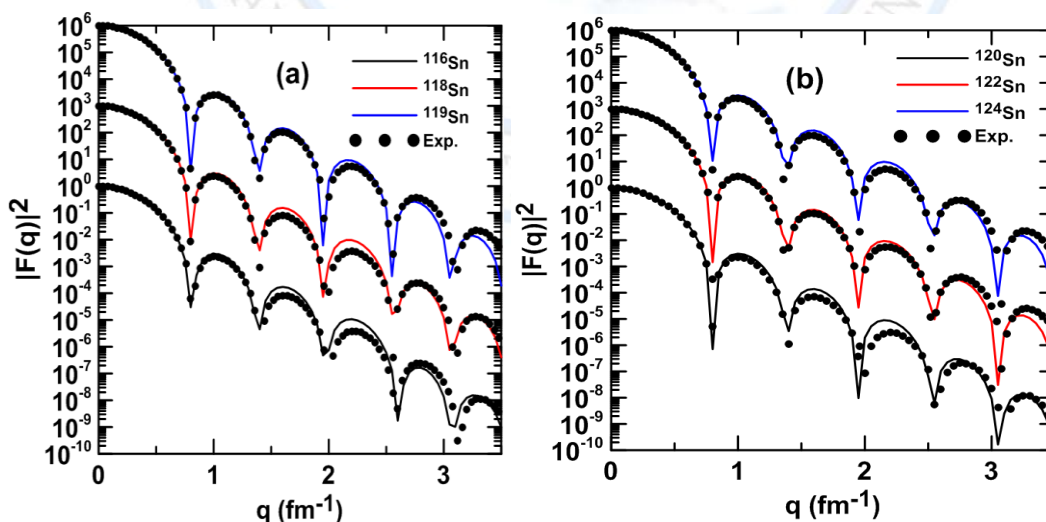 10⁶
10⁵
10⁴
10³
10²
10¹
10⁰
10⁻¹
10⁻²
10⁻³
10⁻⁴
10⁻⁵
10⁻⁶
10⁻⁷
10⁻⁸
10⁻⁹
10⁻¹⁰
|F(q)|²
(a)
¹¹⁶Sn
¹¹⁸Sn
¹¹⁹Sn
Exp.
0 1 2 3
q (fm⁻¹)
10⁶
10⁵
10⁴
10³
10²
10¹
10⁰
10⁻¹
10⁻²
10⁻³
10⁻⁴
10⁻⁵
10⁻⁶
10⁻⁷
10⁻⁸
10⁻⁹
10⁻¹⁰
|F(q)|²
(b)
¹²⁰Sn
¹²²Sn
¹²⁴Sn
Exp.
0 1 2 3
q (fm⁻¹)